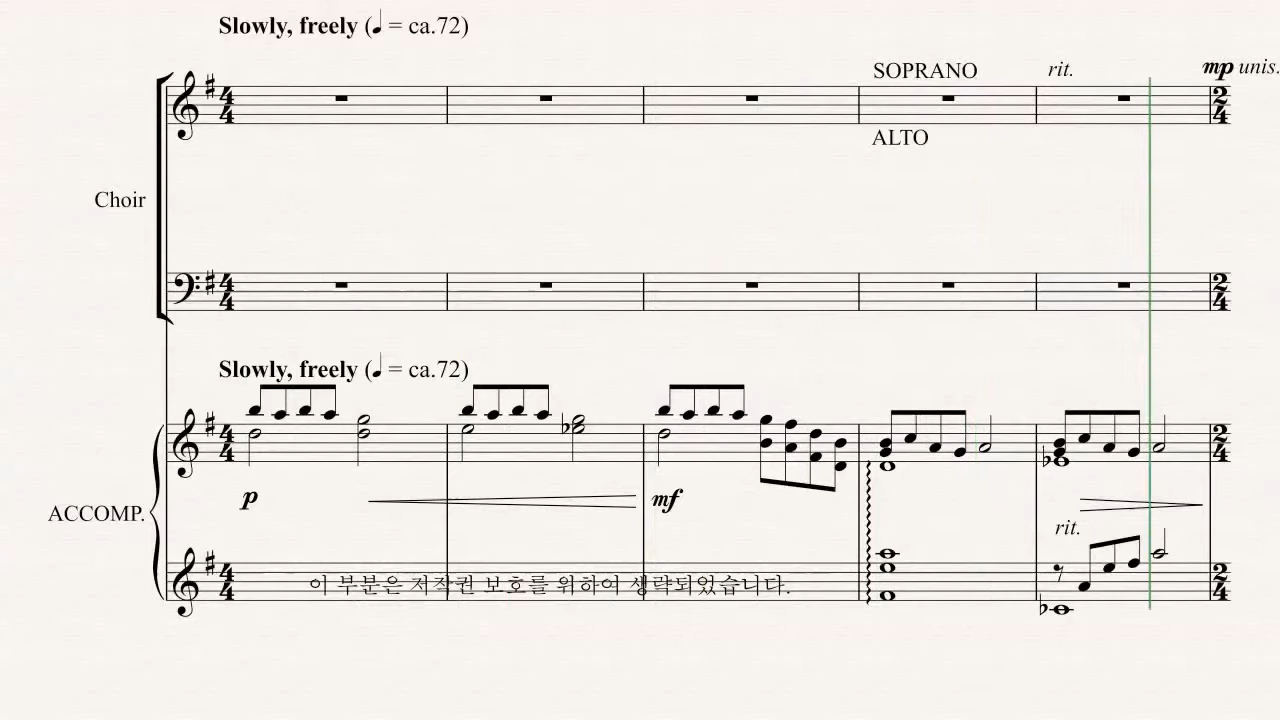 Slowly, freely (♩ = ca.72)
SOPRANO
rit.
mp unis.
ALTO
Choir
Slowly, freely (♩ = ca.72)
p
mf
ACCOMP.
rit.
이 부분은 저작권 보호를 위하여 생략되었습니다.